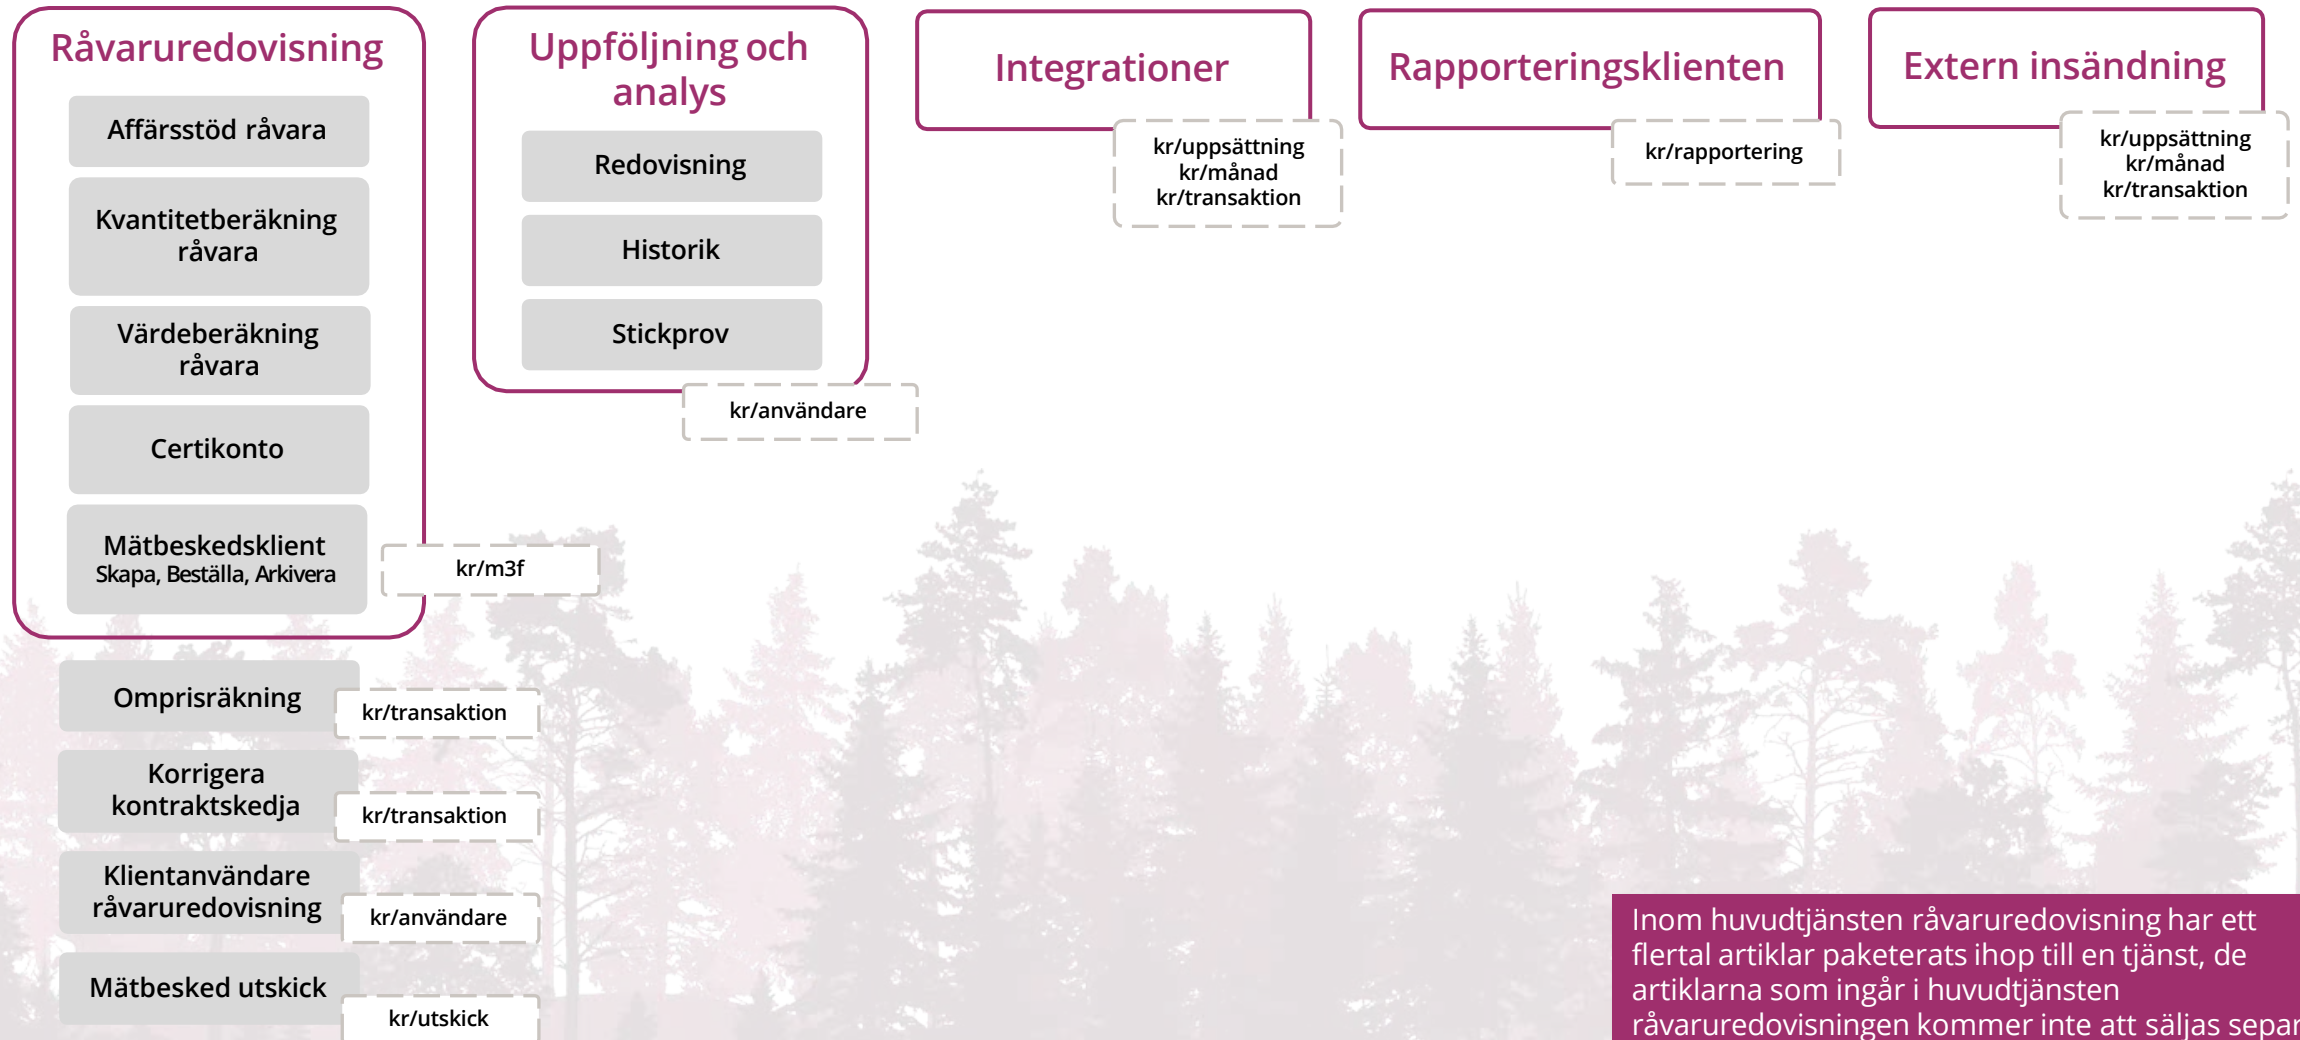 Råvaruredovisning
Affärsstöd råvara
Kvantitetberäkning
råvara
Värdeberäkning
råvara
Certikonto
Mätbeskedsklient
Skapa, Beställa, Arkivera
kr/m3f
Omprisräkning
kr/transaktion
Korrigera
kontraktskedja
kr/transaktion
Klientanvändare
råvaruredovisning
kr/användare
Mätbesked utskick
kr/utskick
Uppföljning och
analys
Redovisning
Historik
Stickprov
kr/användare
Integrationer
kr/uppsättning
kr/månad
kr/transaktion
Rapporteringsklienten
kr/rapportering
Extern insändning
kr/uppsättning
kr/månad
kr/transaktion
Inom huvudtjänsten råvaruredovisning har ett
flertal artiklar paketerats ihop till en tjänst, de
artiklarna som ingår i huvudtjänsten
råvaruredovisningen kommer inte att säljas